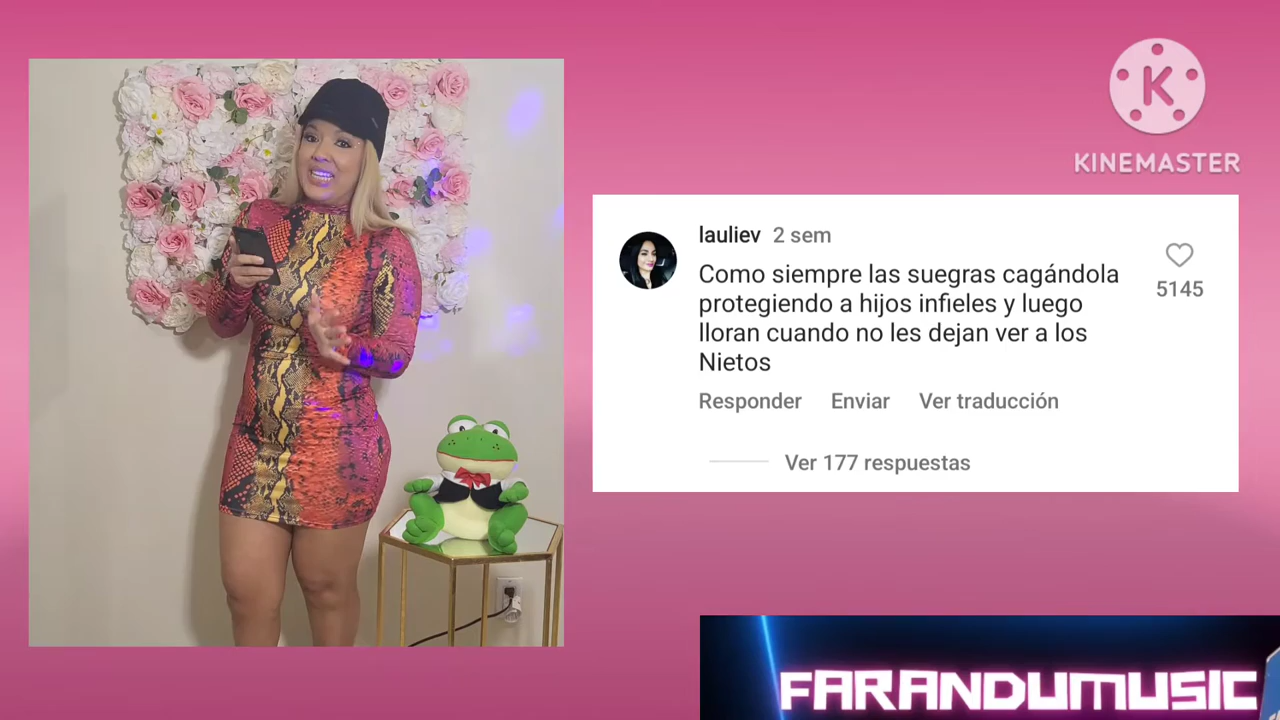 KINEMASTER
lauliev 2 sem
Como siempre las suegras cagándola
protegiendo a hijos infieles y luego
lloran cuando no les dejan ver a los
Nietos
5145
Responder Enviar Ver traducción
Ver 177 respuestas
FARANDUMUSIC